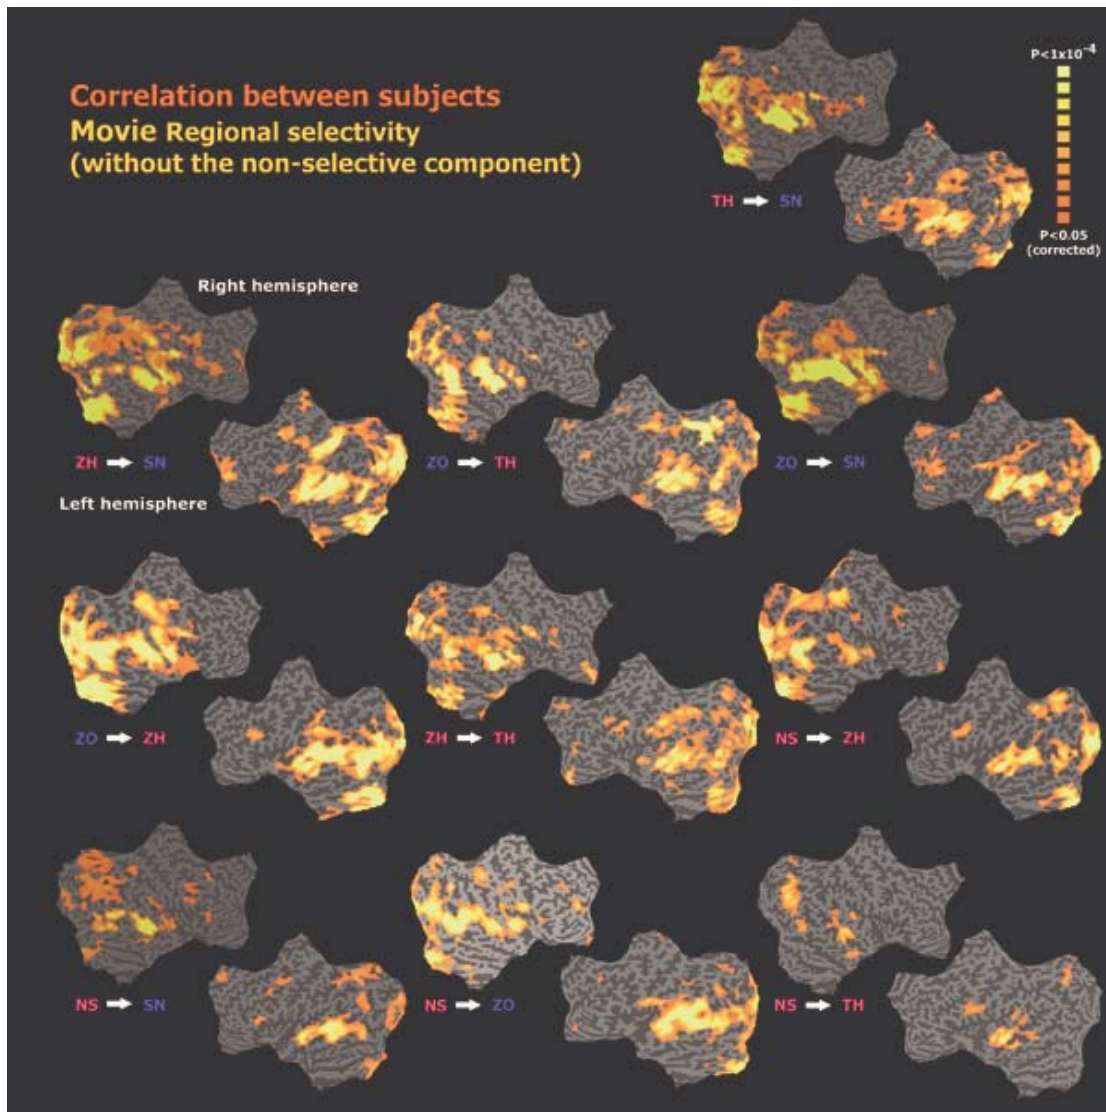 P<1x10⁻⁴
Correlation between subjects
Movie Regional selectivity
(without the non-selective component)
TH → SN
P<0.05
(corrected)
Right hemisphere
ZH → SN
ZO → TH
ZO → SN
Left hemisphere
ZO → ZH
ZH → TH
NS → ZH
NS → SN
NS → ZO
NS → TH